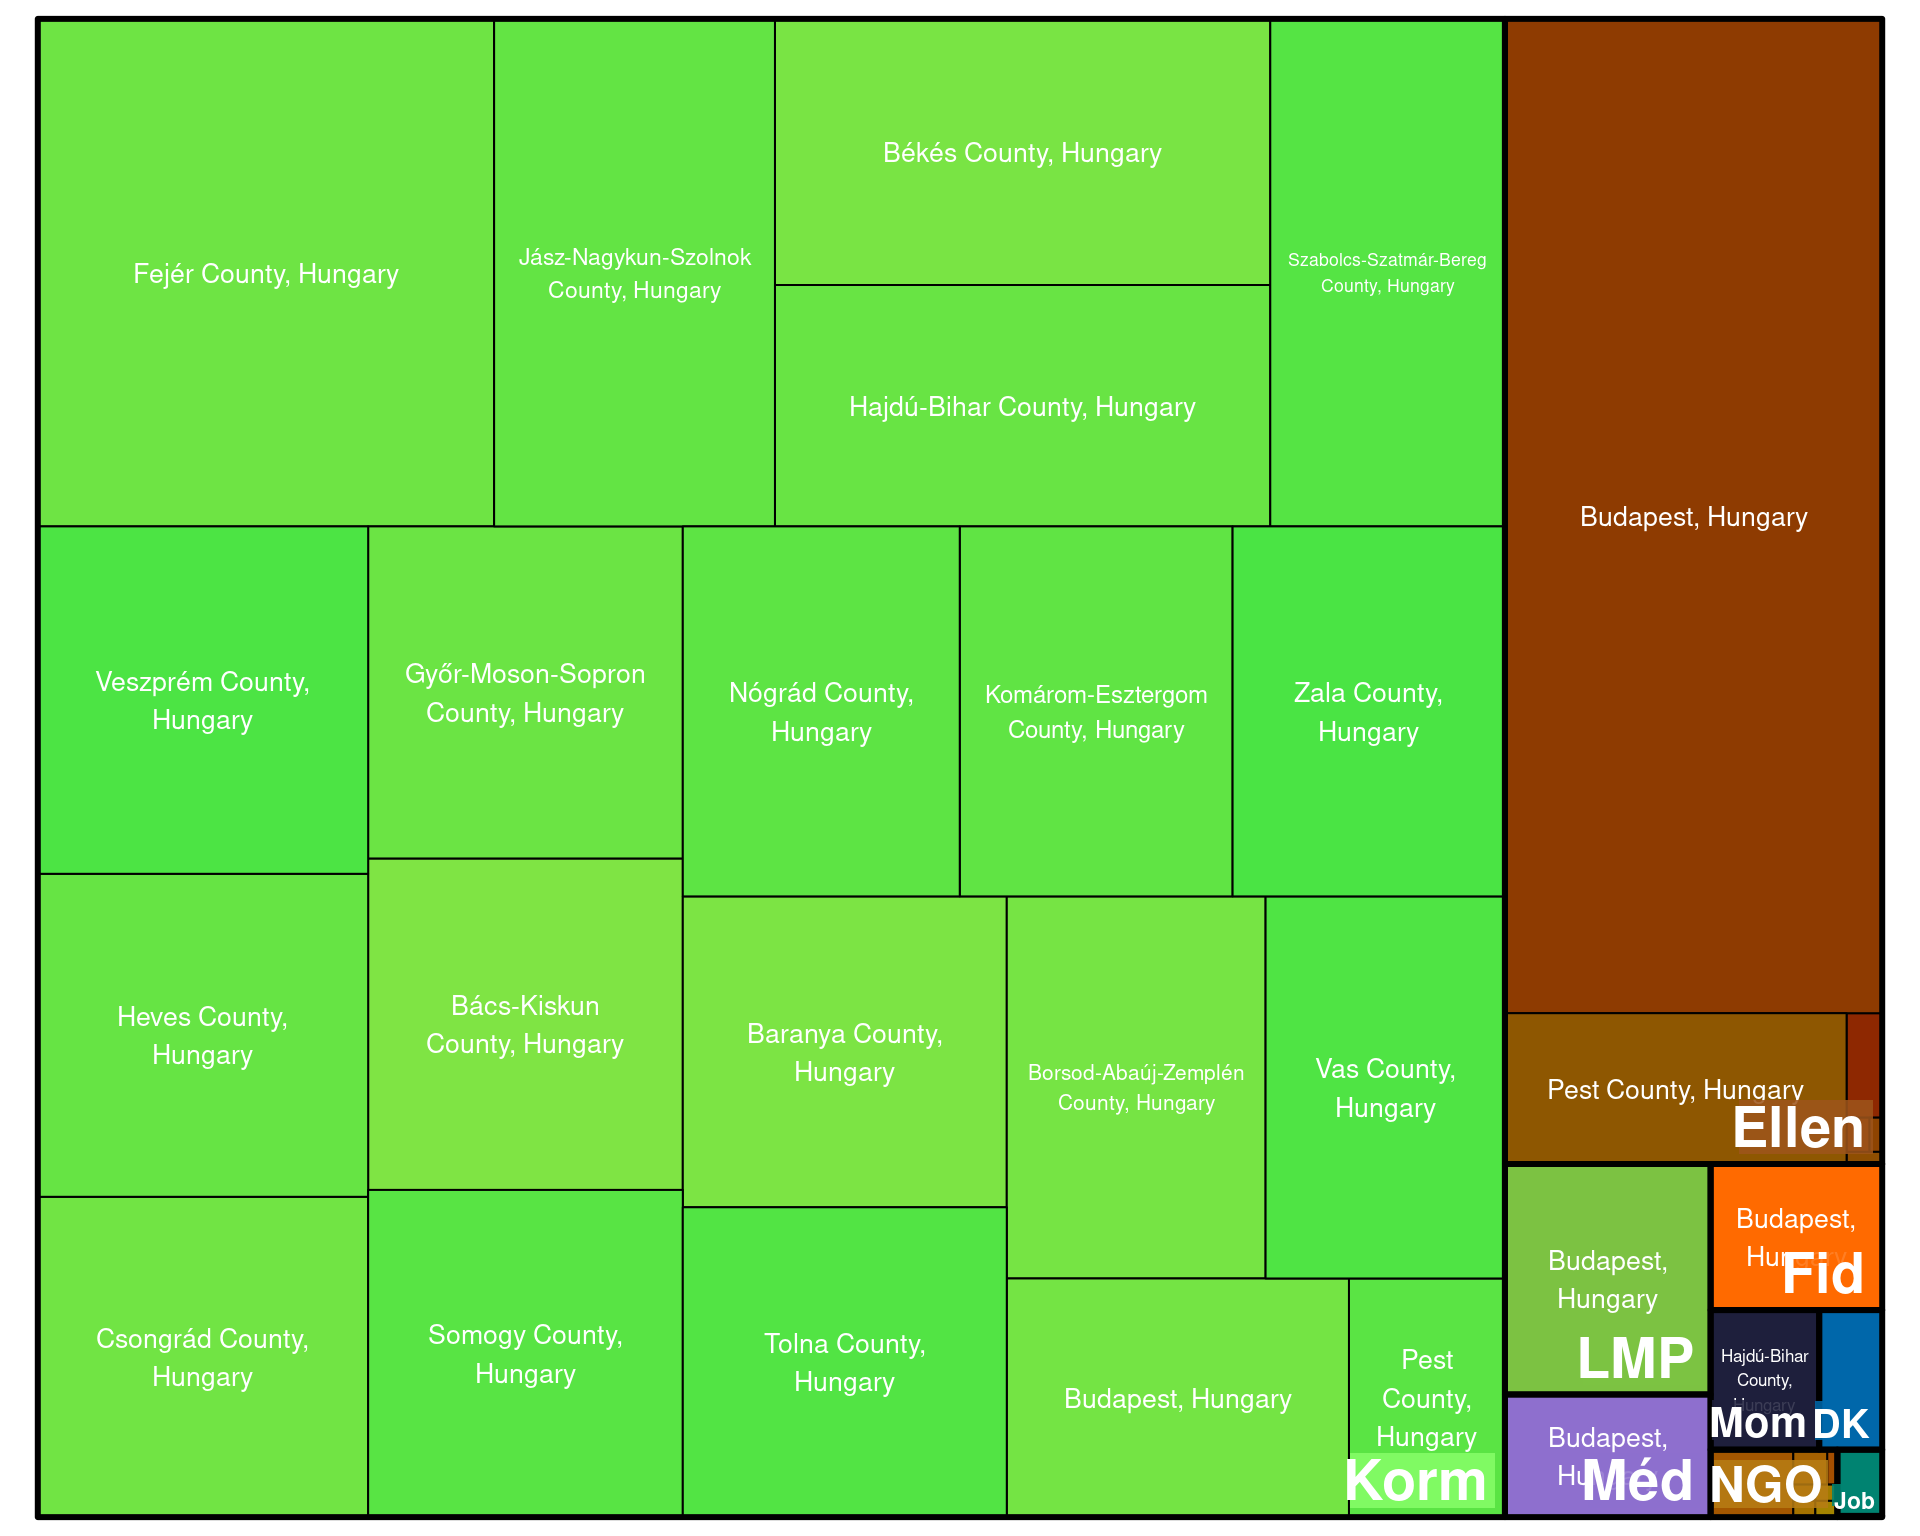 Fejér County, Hungary
Jász-Nagykun-Szolnok
County, Hungary
Békés County, Hungary
Hajdú-Bihar County, Hungary
Szabolcs-Szatmár-Bereg
County, Hungary
Veszprém County,
Hungary
Győr-Moson-Sopron
County, Hungary
Nógrád County,
Hungary
Komárom-Esztergom
County, Hungary
Zala County,
Hungary
Heves County,
Hungary
Bács-Kiskun
County, Hungary
Baranya County,
Hungary
Borsod-Abaúj-Zemplén
County, Hungary
Vas County,
Hungary
Csongrád County,
Hungary
Somogy County,
Hungary
Tolna County,
Hungary
Budapest, Hungary
Pest
County,
Hungary
Korm
Budapest, Hungary
Pest County, Hungary
Ellen
Budapest,
Hungary
LMP
Budapest,
Hungary
Fid
Budapest,
Méd
Hajdú-Bihar
County,
Hungary
Mom
DK
NGO
Job